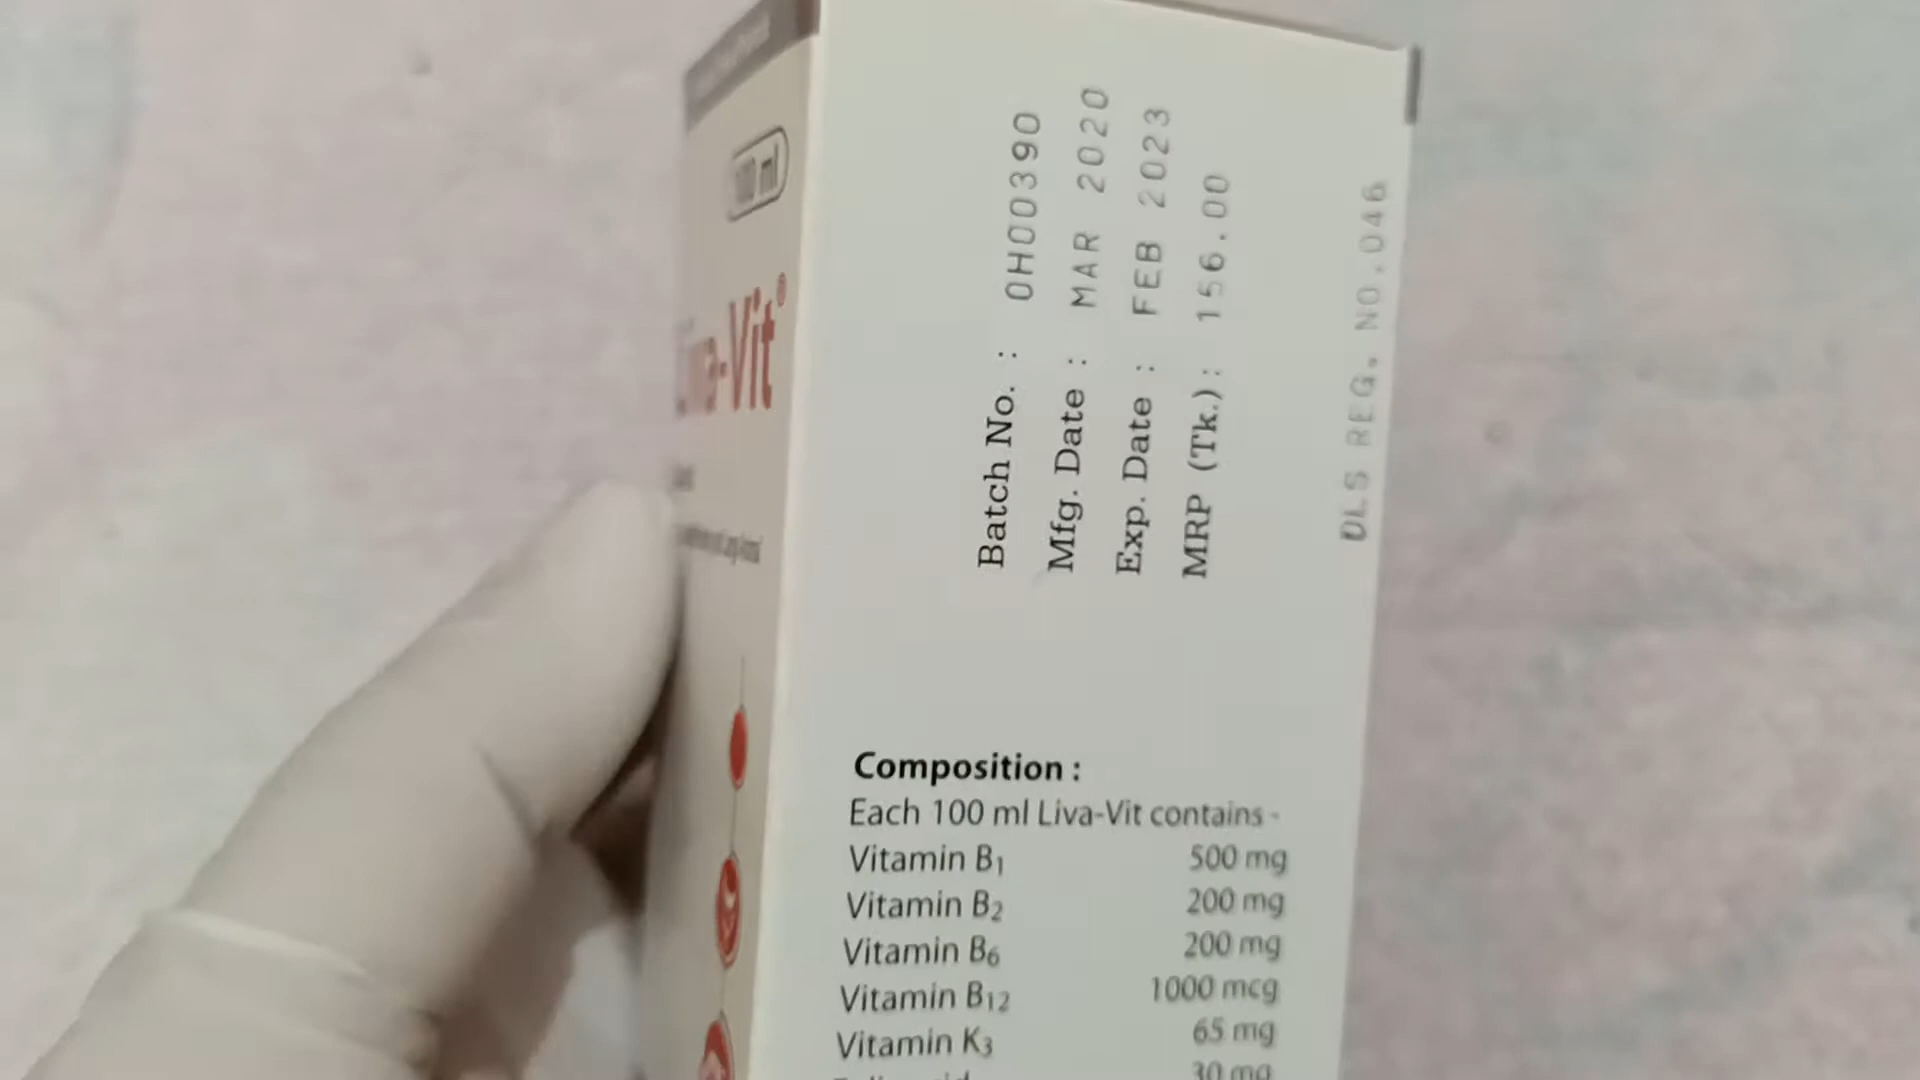 100 ml
Liva-Vit®
Batch No. : 0H00390
Mfg. Date : MAR 2020
Exp. Date : FEB 2023
MRP (Tk.) : 156.00
DLS REG. NO.046
Composition :
Each 100 ml Liva-Vit contains -
Vitamin B1 500 mg
Vitamin B2 200 mg
Vitamin B6 200 mg
Vitamin B12 1000 mcg
Vitamin K3 65 mg
30 mg